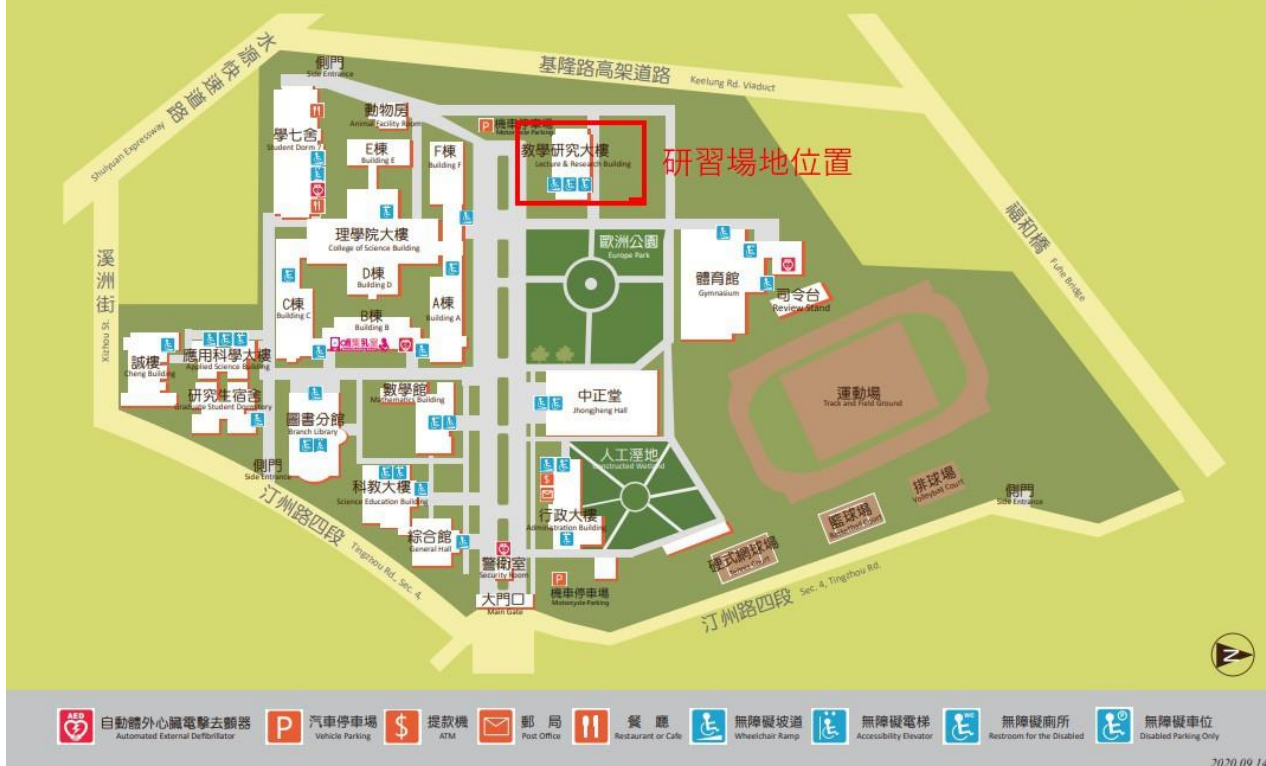 水源快速道路
Shuiyuan Expressway
側門
Side Entrance
基隆路高架道路
Keelung Rd. Viaduct
學七舍
Student Dorm 7
動物房
Animal Facility Room
E棟
Building E
F棟
Building F
P
機車停車場
Motorcycle Parking
教學研究大樓
Lecture & Research Building
研習場地位置
福和橋
Fuhe Bridge
理學院大樓
College of Science Building
歐洲公園
Europe Park
溪洲街
Xizhou St.
C棟
Building C
D棟
Building D
A棟
Building A
B棟
Building B
體育館
Gymnasium
司令台
Review Stand
誠樓
Cheng Building
應用科學大樓
Applied Science Building
研究生宿舍
Graduate Student Dormitory
圖書分館
Branch Library
數學館
Mathematics Building
中正堂
Jhongjheng Hall
運動場
Track and Field Ground
側門
Side Entrance
科教大樓
Science Education Building
人工溼地
Constructed Wetland
綜合館
General Hall
行政大樓
Administration Building
排球場
Volleyball Court
籃球場
Basketball Court
硬式網球場
Tennis Court
側門
Side Entrance
汀州路四段
Tingzhou Rd., Sec. 4,
警衛室
Security Room
大門口
Main Gate
P
機車停車場
Motorcycle Parking
汀州路四段
Sec. 4, Tingzhou Rd.
N
AED
自動體外心臟電擊去顫器
Automated External Defibrillator
P
汽車停車場
Vehicle Parking
$
提款機
ATM
郵局
Post Office
餐廳
Restaurant or Cafe
無障礙坡道
Wheelchair Ramp
無障礙電梯
Accessibility Elevator
WC
無障礙廁所
Restroom for the Disabled
P
無障礙車位
Disabled Parking Only
2020.09.14